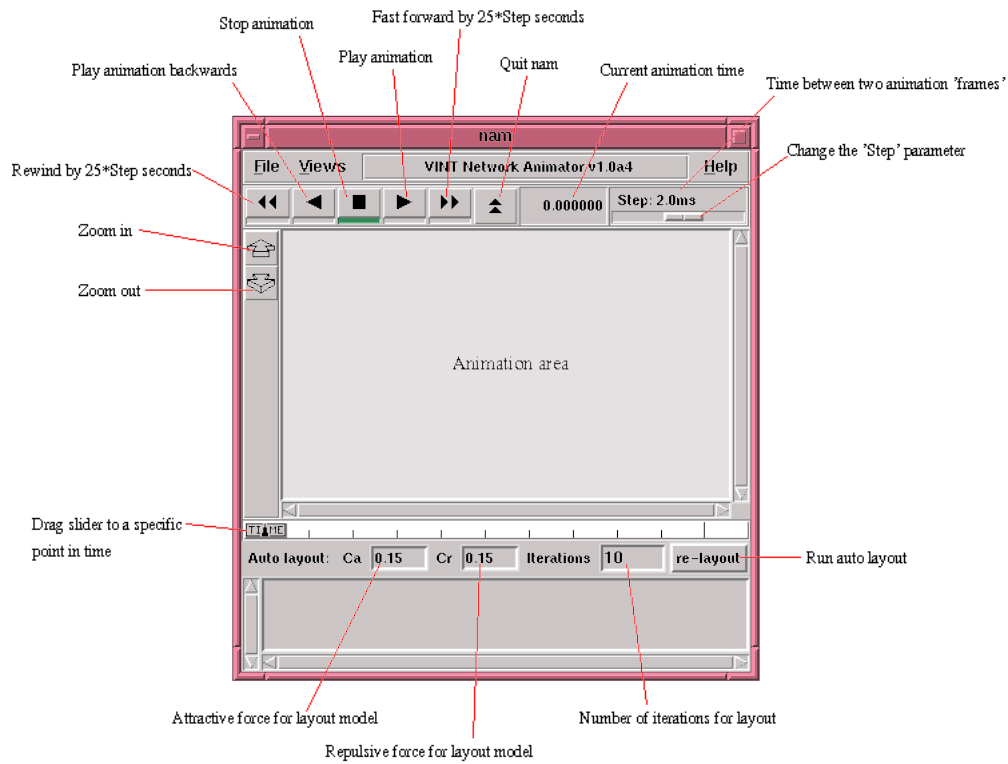 Fast forward by 25*Step seconds
Stop animation
Play animation
Quit nam
Play animation backwards
Current animation time
Time between two animation 'frames'
nam
Change the 'Step' parameter
File Views VINT Network Animator v1.0a4 Help
Rewind by 25*Step seconds
0.000000 Step: 2.0ms
Zoom in
Zoom out
Animation area
Drag slider to a specific
point in time
TIME
Auto layout: Ca 0.15 Cr 0.15 Iterations 10 re-layout
Run auto layout
Attractive force for layout model
Number of iterations for layout
Repulsive force for layout model